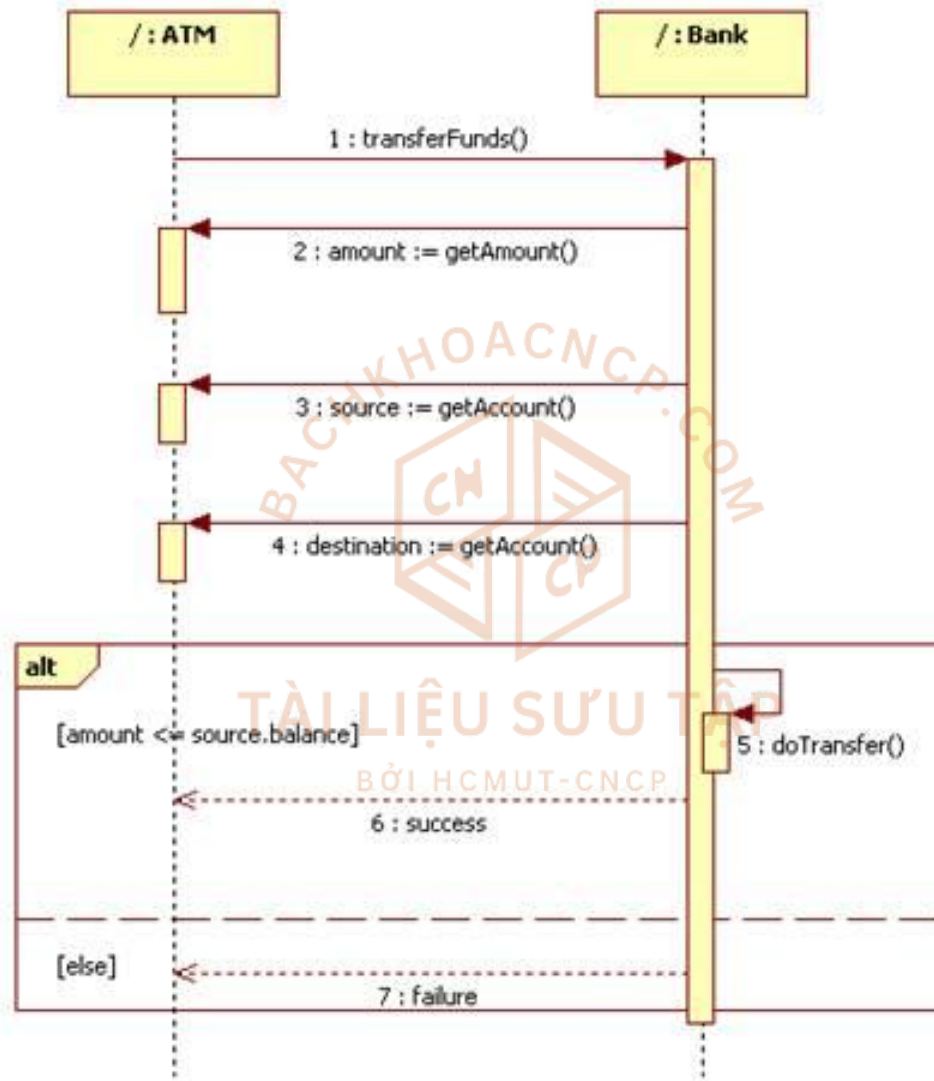 / : ATM
/ : Bank
1 : transferFunds()
2 : amount := getAmount()
BACHKHOACNCP.COM
3 : source := getAccount()
CN
4 : destination := getAccount()
CP
alt
TÀI LIỆU SƯU TẬP
[amount <= source.balance]
5 : doTransfer()
BỞI HCMUT-CNCP
6 : success
[else]
7 : failure